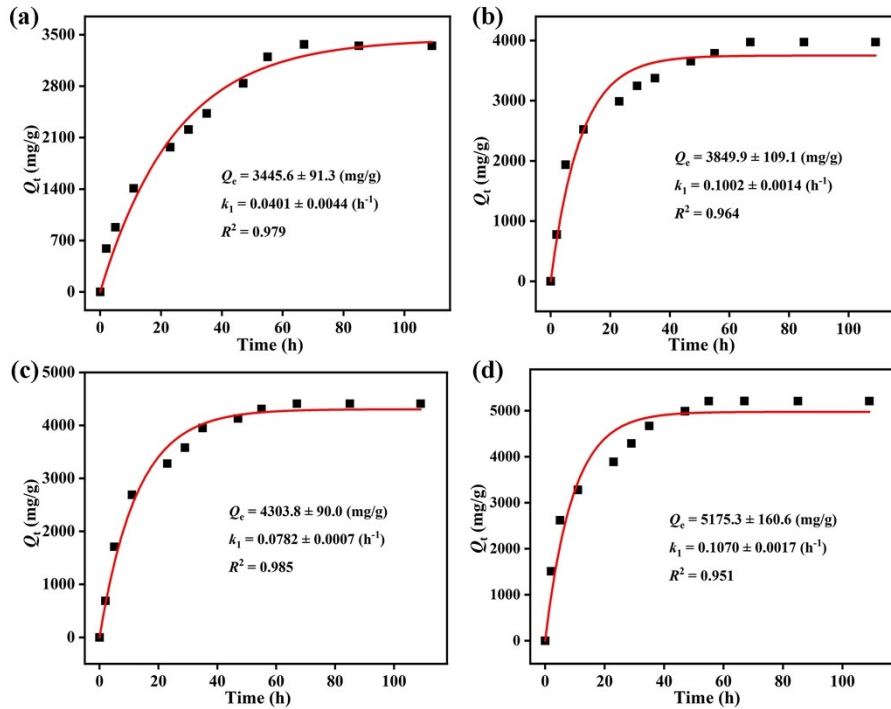 (a)
3500
2800
2100
1400
700
0
Qt (mg/g)
Qe = 3445.6 ± 91.3 (mg/g)
k1 = 0.0401 ± 0.0044 (h-1)
R2 = 0.979
0 20 40 60 80 100
Time (h)
(b)
4000
3000
2000
1000
0
Qt (mg/g)
Qe = 3849.9 ± 109.1 (mg/g)
k1 = 0.1002 ± 0.0014 (h-1)
R2 = 0.964
0 20 40 60 80 100
Time (h)
(c)
5000
4000
3000
2000
1000
0
Qt (mg/g)
Qe = 4303.8 ± 90.0 (mg/g)
k1 = 0.0782 ± 0.0007 (h-1)
R2 = 0.985
0 20 40 60 80 100
Time (h)
(d)
5000
4000
3000
2000
1000
0
Qt (mg/g)
Qe = 5175.3 ± 160.6 (mg/g)
k1 = 0.1070 ± 0.0017 (h-1)
R2 = 0.951
0 20 40 60 80 100
Time (h)